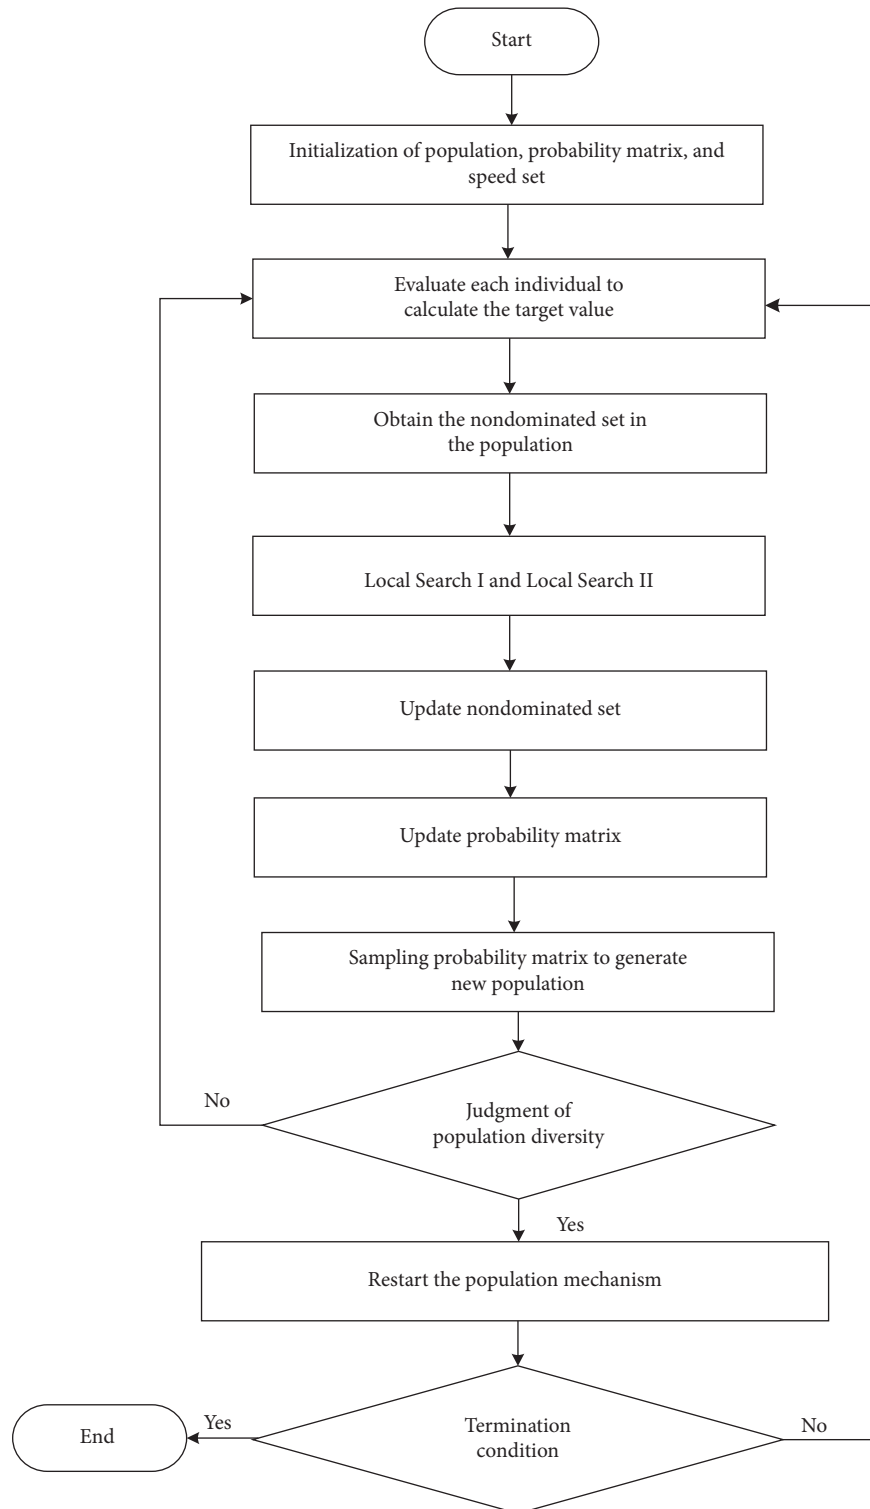 Start
Initialization of population, probability matrix, and
speed set
Evaluate each individual to
calculate the target value
Obtain the nondominated set in
the population
Local Search I and Local Search II
Update nondominated set
Update probability matrix
Sampling probability matrix to generate
new population
No
Judgment of
population diversity
Yes
Restart the population mechanism
End
Yes
Termination
condition
No